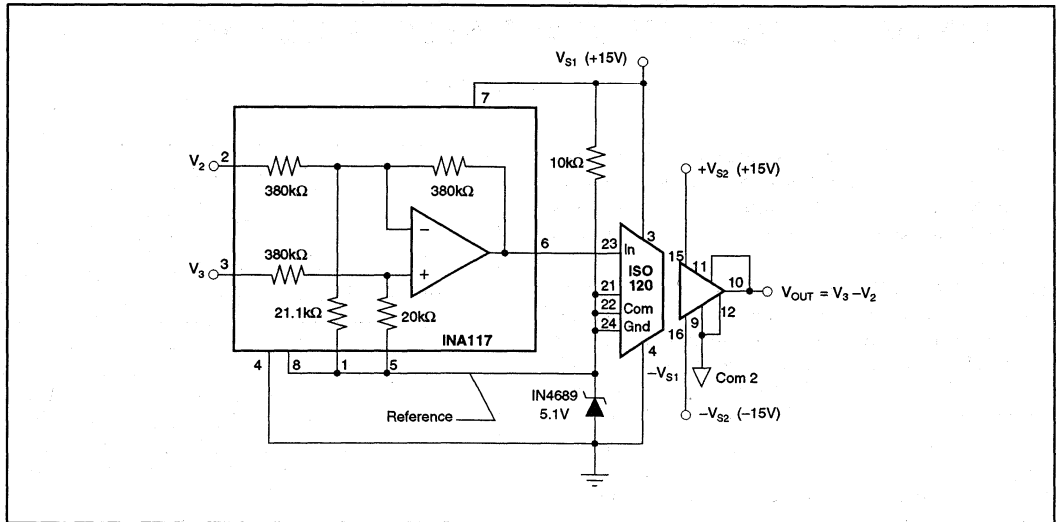 V_S1 (+15V)
7
V_2 2
380kΩ
380kΩ
10kΩ
+V_S2 (+15V)
V_3 3
380kΩ
−
+
6
23 In
3
ISO
120
21
22 Com
24 Gnd
4
−V_S1
15
11
10
V_OUT = V_3 −V_2
12
9
16
21.1kΩ
20kΩ
INA117
4
8
1
5
Com 2
IN4689
5.1V
Reference
−V_S2 (−15V)